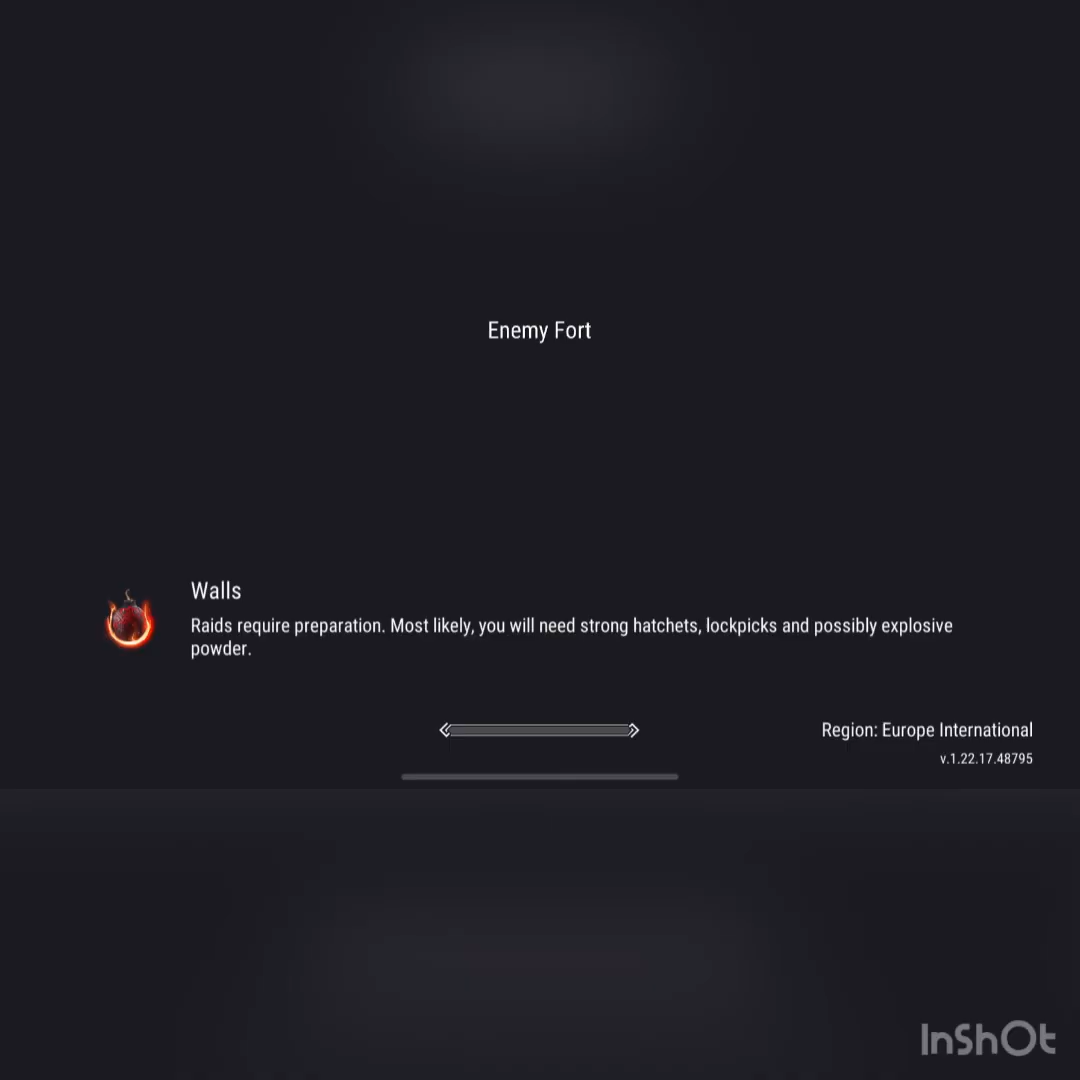 Enemy Fort
Walls
Raids require preparation. Most likely, you will need strong hatchets, lockpicks and possibly explosive
powder.
Region: Europe International
v.1.22.17.48795
InShOt